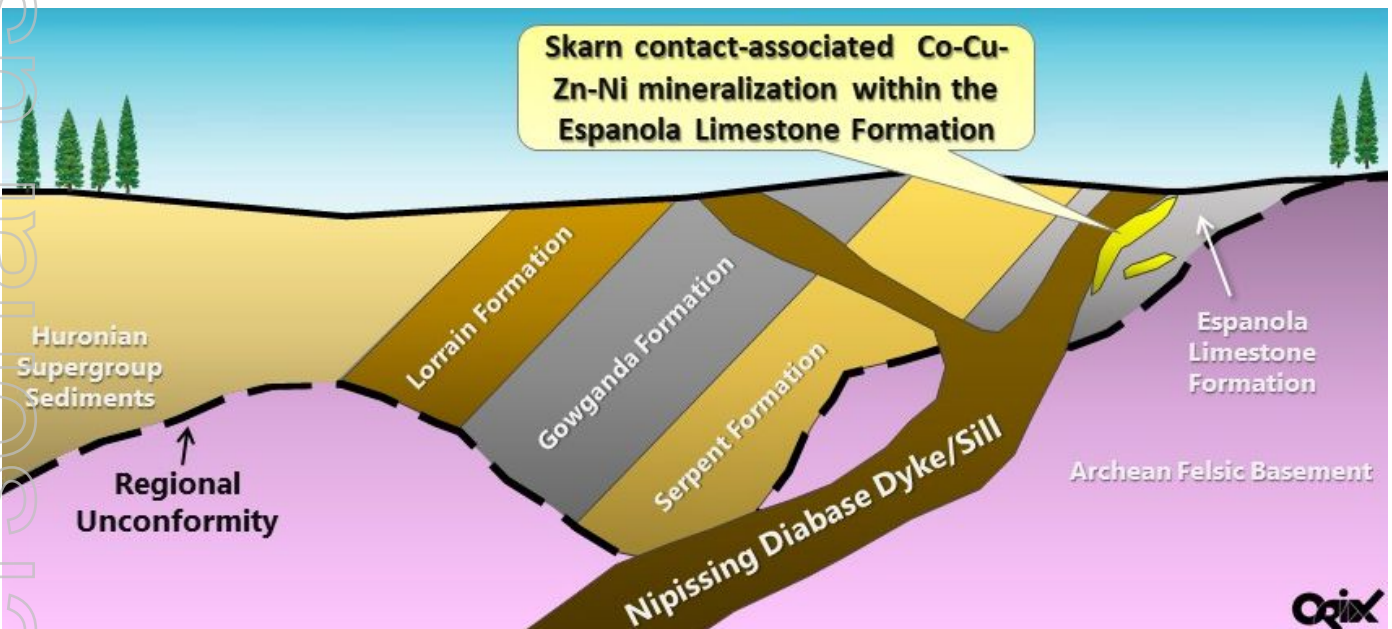 Skarn contact-associated Co-Cu-
Zn-Ni mineralization within the
Espanola Limestone Formation
Huronian
Supergroup
Sediments
Lorrain Formation
Gowganda Formation
Serpent Formation
Espanola
Limestone
Formation
Regional
Unconformity
Archean Felsic Basement
Nipissing Diabase Dyke/Sill
Orix